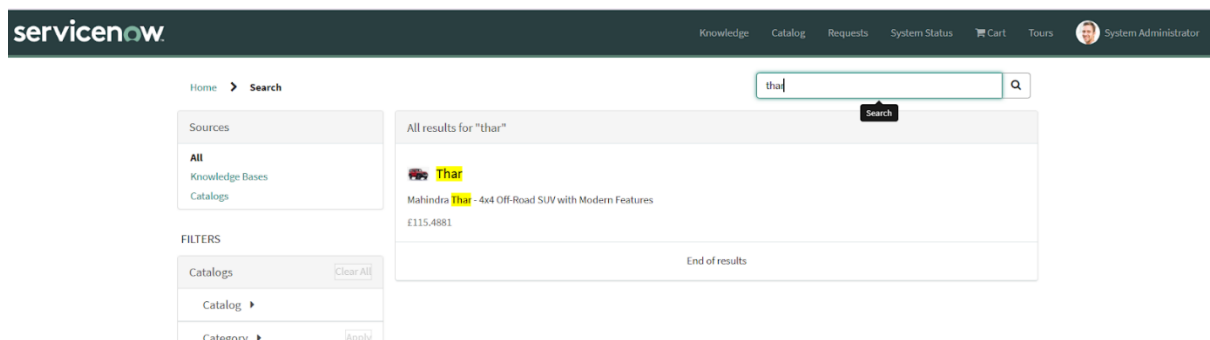 servicenow
Knowledge Catalog Requests System Status Cart Tours System Administrator
Home Search
thar
Search
Sources
All
Knowledge Bases
Catalogs
FILTERS
Catalogs Clear All
Catalog
Category Apply
All results for "thar"
Thar
Mahindra Thar - 4x4 Off-Road SUV with Modern Features
£115.4881
End of results